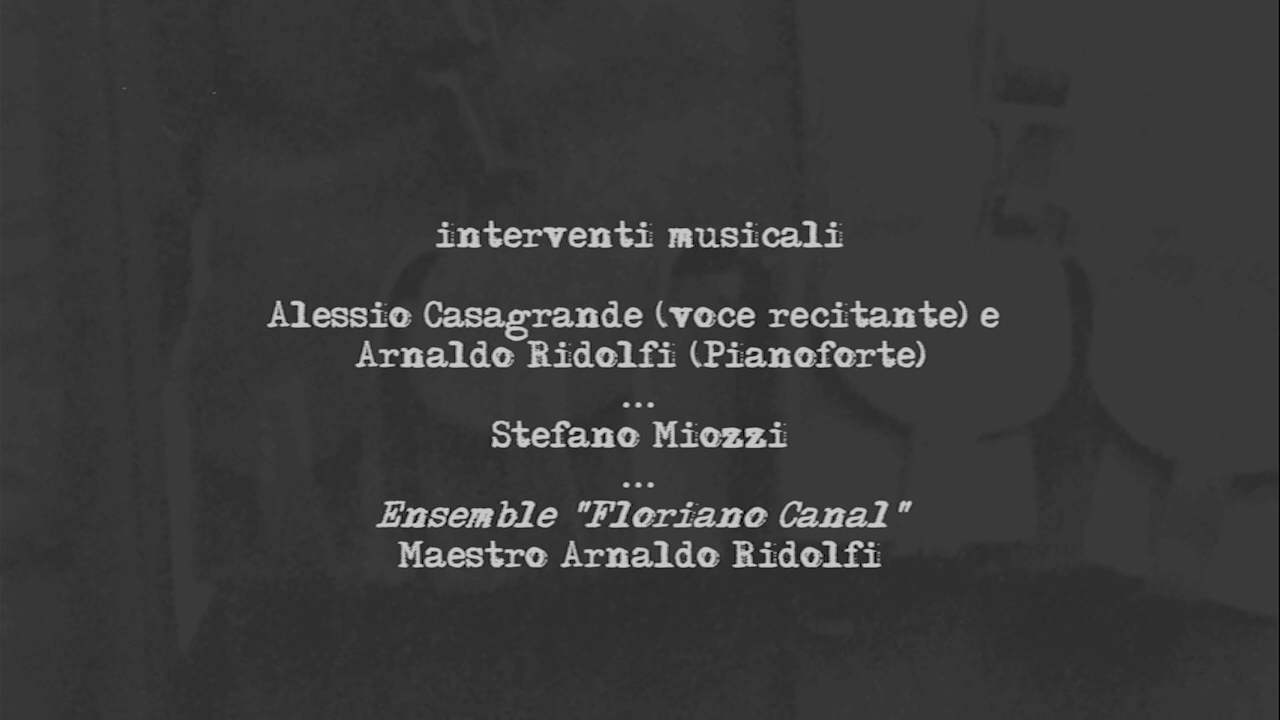 interventi musicali
Alessio Casagrande (voce recitante) e
Arnaldo Ridolfi (Pianoforte)
...
Stefano Miozzi
...
Ensemble "Floriano Canal"
Maestro Arnaldo Ridolfi